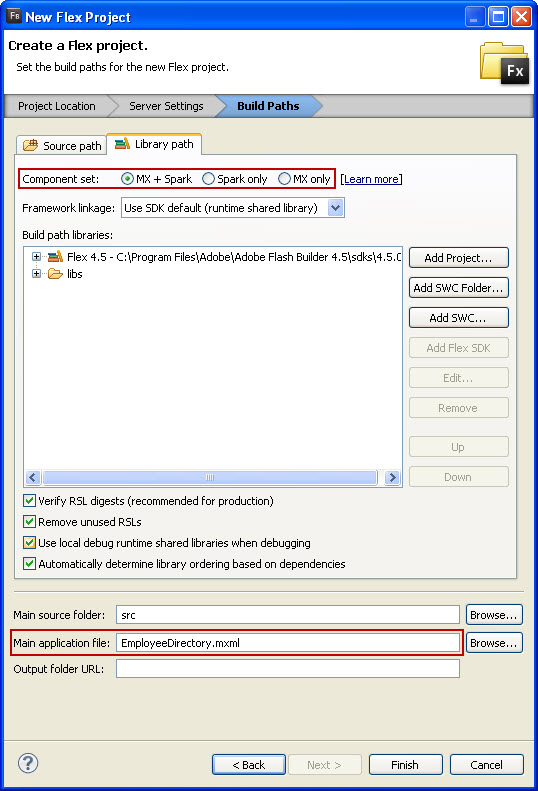 FB New Flex Project
Create a Flex project.
Set the build paths for the new Flex project.
Fx
Project Location Server Settings Build Paths
Source path Library path
Component set: MX + Spark Spark only MX only [Learn more]
Framework linkage: Use SDK default (runtime shared library)
Build path libraries:
Flex 4.5 - C:\Program Files\Adobe\Adobe Flash Builder 4.5\sdks\4.5.0
libs
Add Project...
Add SWC Folder...
Add SWC...
Add Flex SDK
Edit...
Remove
Up
Down
Verify RSL digests (recommended for production)
Remove unused RSLs
Use local debug runtime shared libraries when debugging
Automatically determine library ordering based on dependencies
Main source folder: src Browse...
Main application file: EmployeeDirectory.mxml Browse...
Output folder URL:
? < Back Next > Finish Cancel